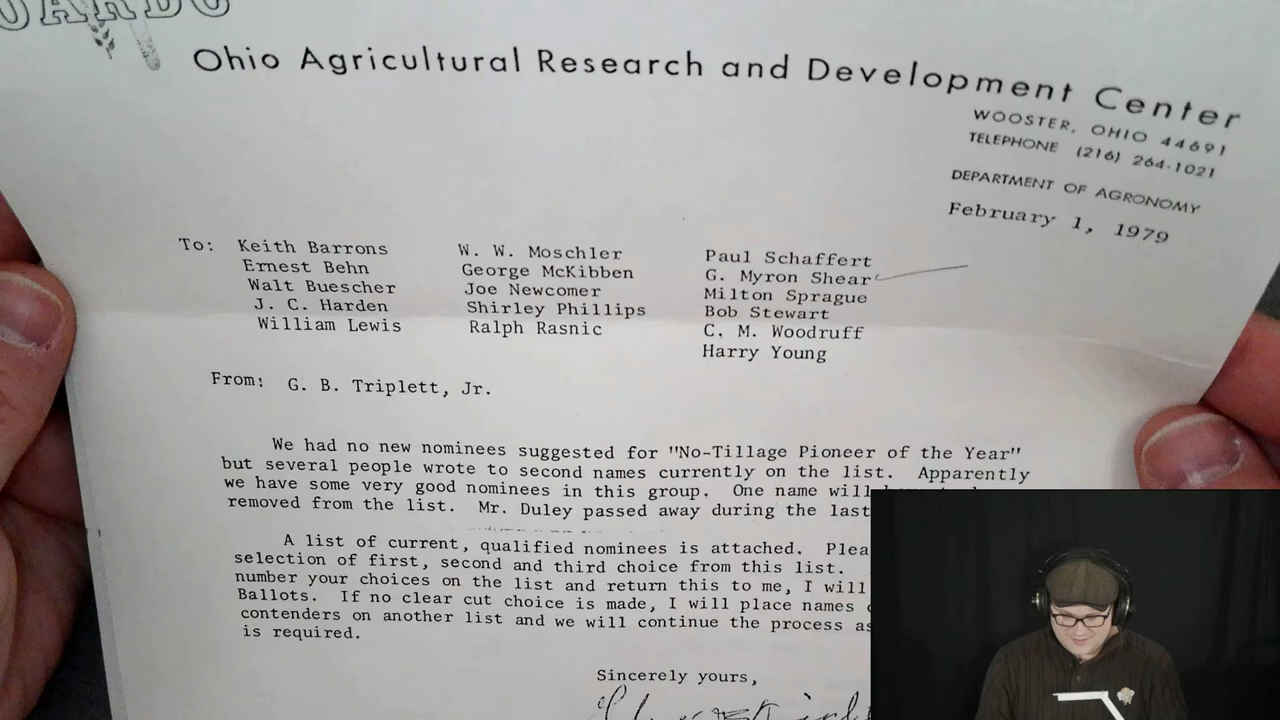 OARDC
Ohio Agricultural Research and Development Center
WOOSTER, OHIO 44691
TELEPHONE (216) 264-1021
DEPARTMENT OF AGRONOMY
February 1, 1979
To: Keith Barrons W. W. Moschler Paul Schaffert
Ernest Behn George McKibben G. Myron Shear
Walt Buescher Joe Newcomer Milton Sprague
J. C. Harden Shirley Phillips Bob Stewart
William Lewis Ralph Rasnic C. M. Woodruff
Harry Young
From: G. B. Triplett, Jr.
We had no new nominees suggested for "No-Tillage Pioneer of the Year"
but several people wrote to second names currently on the list. Apparently
we have some very good nominees in this group. One name will
removed from the list. Mr. Duley passed away during the last
A list of current, qualified nominees is attached.
selection of first, second and third choice from this list.
number your choices on the list and return this to me, I will
Ballots. If no clear cut choice is made, I will place names
contenders on another list and we will continue the process
is required.
Sincerely yours,